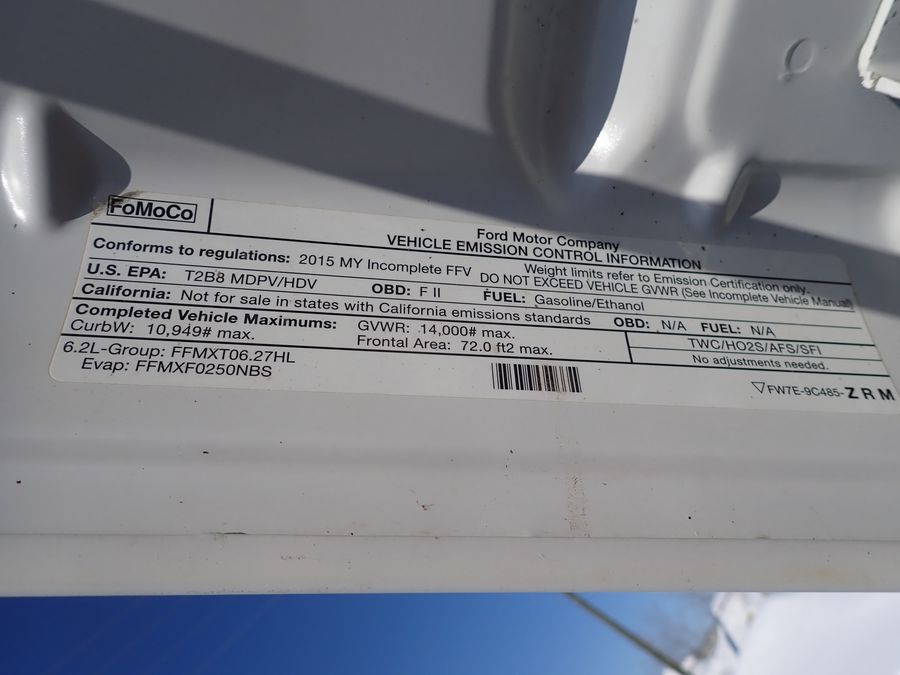 FoMoCo
Ford Motor Company
VEHICLE EMISSION CONTROL INFORMATION
Conforms to regulations: 2015 MY Incomplete FFV
Weight limits refer to Emission Certification only.
DO NOT EXCEED VEHICLE GVWR (See Incomplete Vehicle Manual)
U.S. EPA: T2B8 MDPV/HDV OBD: F II FUEL: Gasoline/Ethanol
California: Not for sale in states with California emissions standards OBD: N/A FUEL: N/A
Completed Vehicle Maximums: GVWR: 14,000# max.
CurbW: 10,949# max. Frontal Area: 72.0 ft2 max.
TWC/HO2S/AFS/SFI
No adjustments needed.
6.2L-Group: FFMXT06.27HL
Evap: FFMXF0250NBS
FW7E-9C485-ZRM